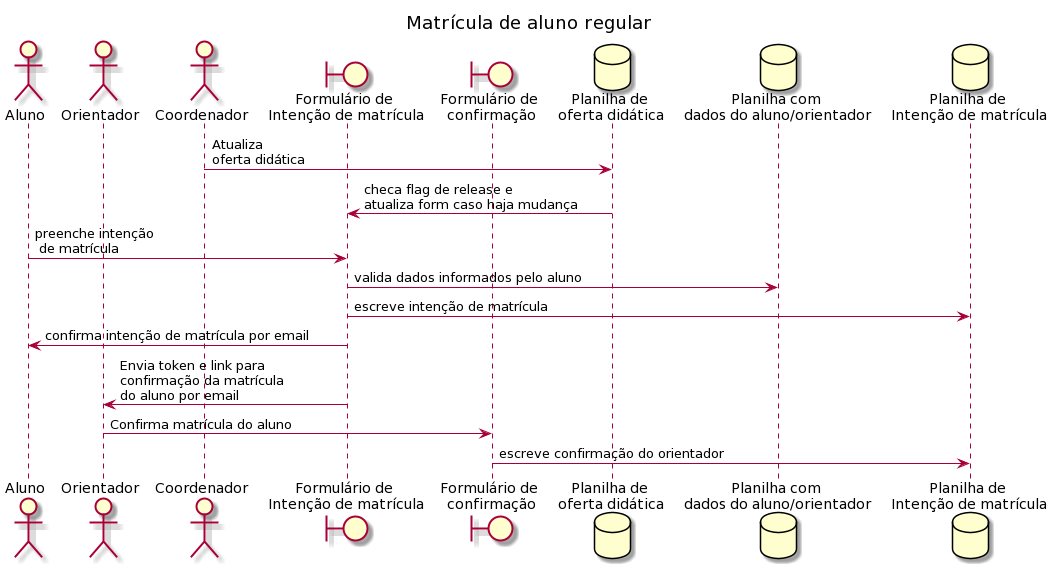 Matrícula de aluno regular
Aluno
Orientador
Coordenador
Formulário de
Intenção de matrícula
Formulário de
confirmação
Planilha de
oferta didática
Planilha com
dados do aluno/orientador
Planilha de
Intenção de matrícula
Atualiza
oferta didática
checa flag de release e
atualiza form caso haja mudança
preenche intenção
de matrícula
valida dados informados pelo aluno
escreve intenção de matrícula
confirma intenção de matrícula por email
Envia token e link para
confirmação da matrícula
do aluno por email
Confirma matrícula do aluno
escreve confirmação do orientador
Aluno
Orientador
Coordenador
Formulário de
Intenção de matrícula
Formulário de
confirmação
Planilha de
oferta didática
Planilha com
dados do aluno/orientador
Planilha de
Intenção de matrícula